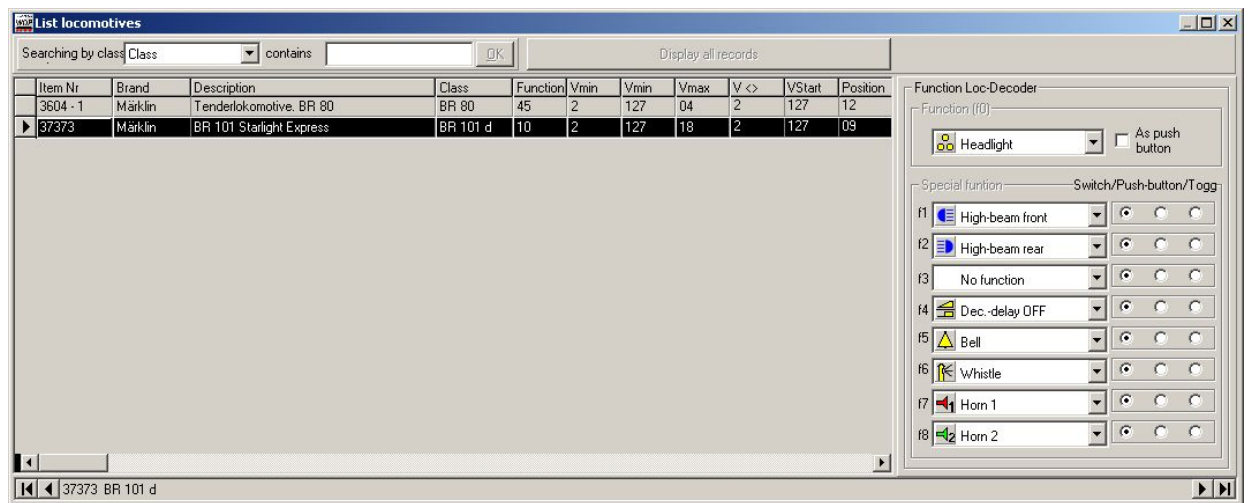 List locomotives
Searching by class Class contains OK Display all records
Item Nr Brand Description Class Function Vmin Vmin Vmax V <> VStart Position
3604 - 1 Märklin Tenderlokomotive. BR 80 BR 80 45 2 127 04 2 127 12
37373 Märklin BR 101 Starlight Express BR 101 d 10 2 127 18 2 127 09
Function Loc-Decoder
Function (f0)
Headlight As push button
Special funtion Switch/Push-button/Togg
f1 High-beam front
f2 High-beam rear
f3 No function
f4 Dec.-delay OFF
f5 Bell
f6 Whistle
f7 1 Horn 1
f8 2 Horn 2
37373 BR 101 d